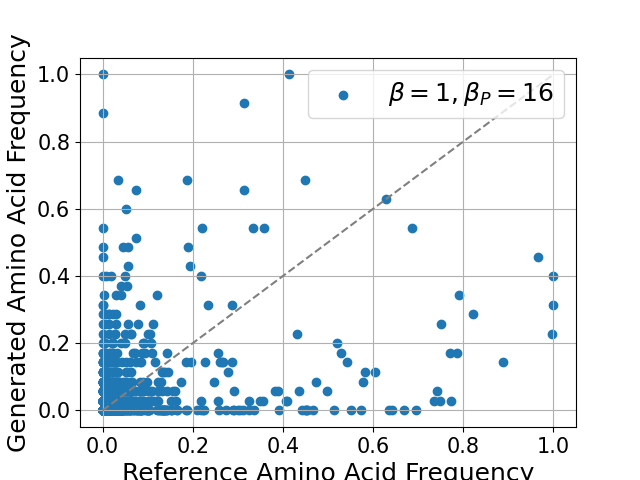 Generated Amino Acid Frequency
1.0
0.8
0.6
0.4
0.2
0.0
β = 1, β_P = 16
0.0 0.2 0.4 0.6 0.8 1.0
Reference Amino Acid Frequency